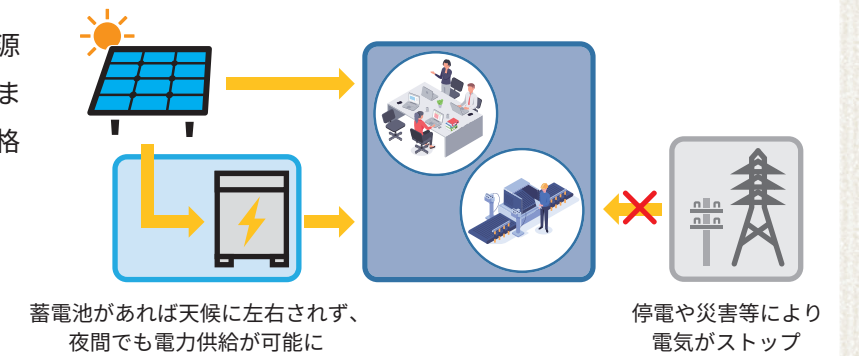 源
ま
格
蓄電池があれば天候に左右されず、
夜間でも電力供給が可能に
停電や災害等により
電気がストップ